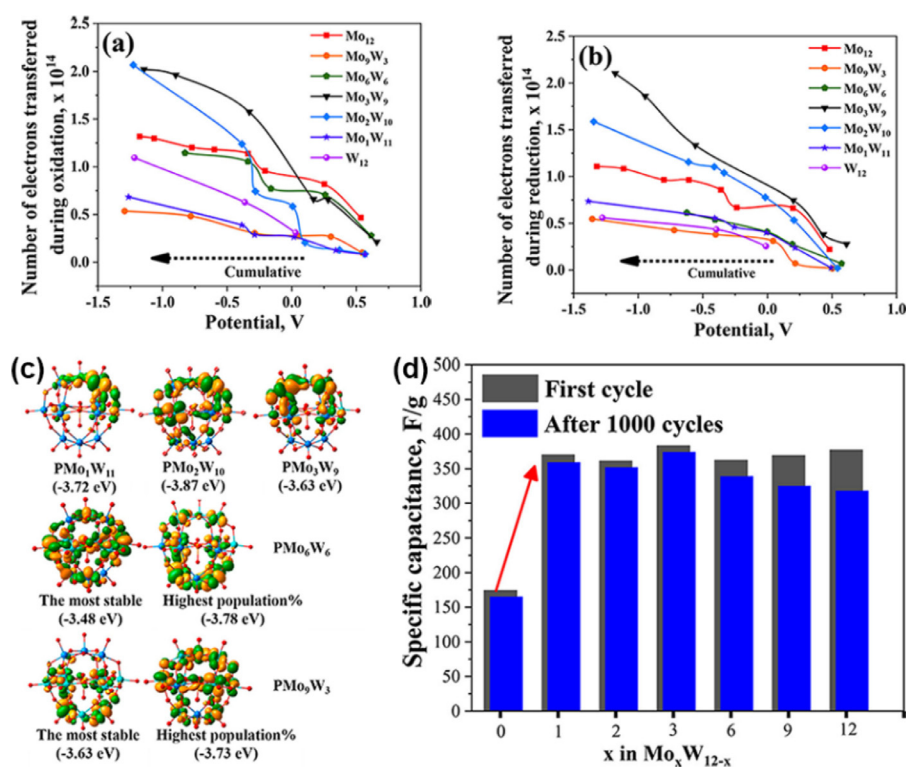 (a)
Number of electrons transferred
during oxidation, x 10¹⁴
2.5
2.0
1.5
1.0
0.5
0.0
Mo₁₂
Mo₉W₃
Mo₆W₆
Mo₃W₉
Mo₂W₁₀
Mo₁W₁₁
W₁₂
Cumulative
-1.5 -1.0 -0.5 0.0 0.5 1.0
Potential, V
(b)
Number of electrons transferred
during reduction, x 10¹⁴
2.5
2.0
1.5
1.0
0.5
0.0
Mo₁₂
Mo₉W₃
Mo₆W₆
Mo₃W₉
Mo₂W₁₀
Mo₁W₁₁
W₁₂
Cumulative
-1.5 -1.0 -0.5 0.0 0.5 1.0
Potential, V
(c)
PMo₁W₁₁ PMo₂W₁₀ PMo₃W₉
(-3.72 eV) (-3.87 eV) (-3.63 eV)
PMo₆W₆
The most stable Highest population%
(-3.48 eV) (-3.78 eV)
PMo₉W₃
The most stable Highest population%
(-3.63 eV) (-3.73 eV)
(d)
Specific capacitance, F/g
500
450
400
350
300
250
200
150
100
50
0
First cycle
After 1000 cycles
0 1 2 3 6 9 12
x in MoₓW₁₂₋ₓ